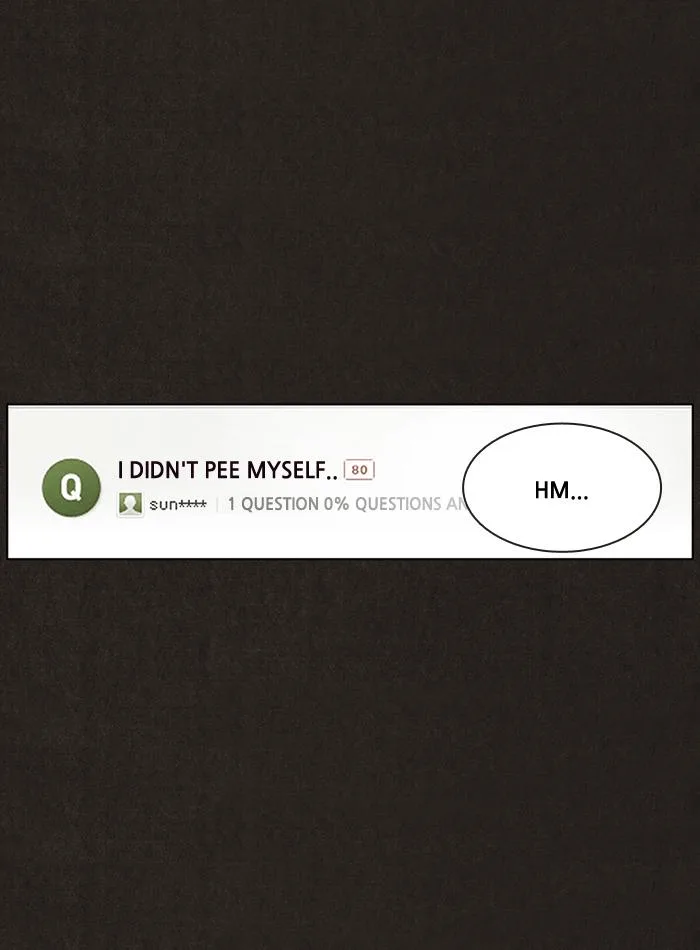 Q
I DIDN'T PEE MYSELF.. 80
sun**** | 1 QUESTION 0% QUESTIONS
HM...